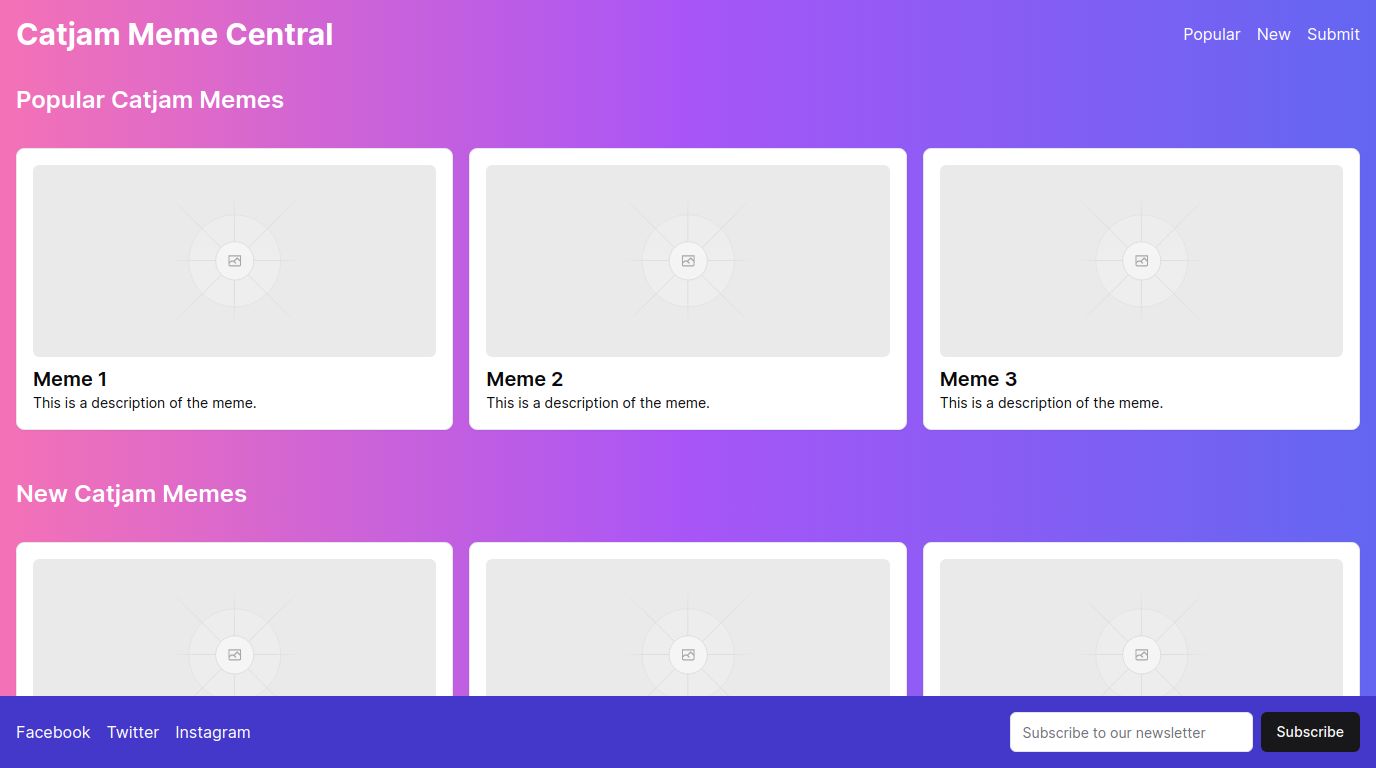 Catjam Meme Central
Popular New Submit
Popular Catjam Memes
Meme 1
This is a description of the meme.
Meme 2
This is a description of the meme.
Meme 3
This is a description of the meme.
New Catjam Memes
Facebook Twitter Instagram
Subscribe to our newsletter
Subscribe